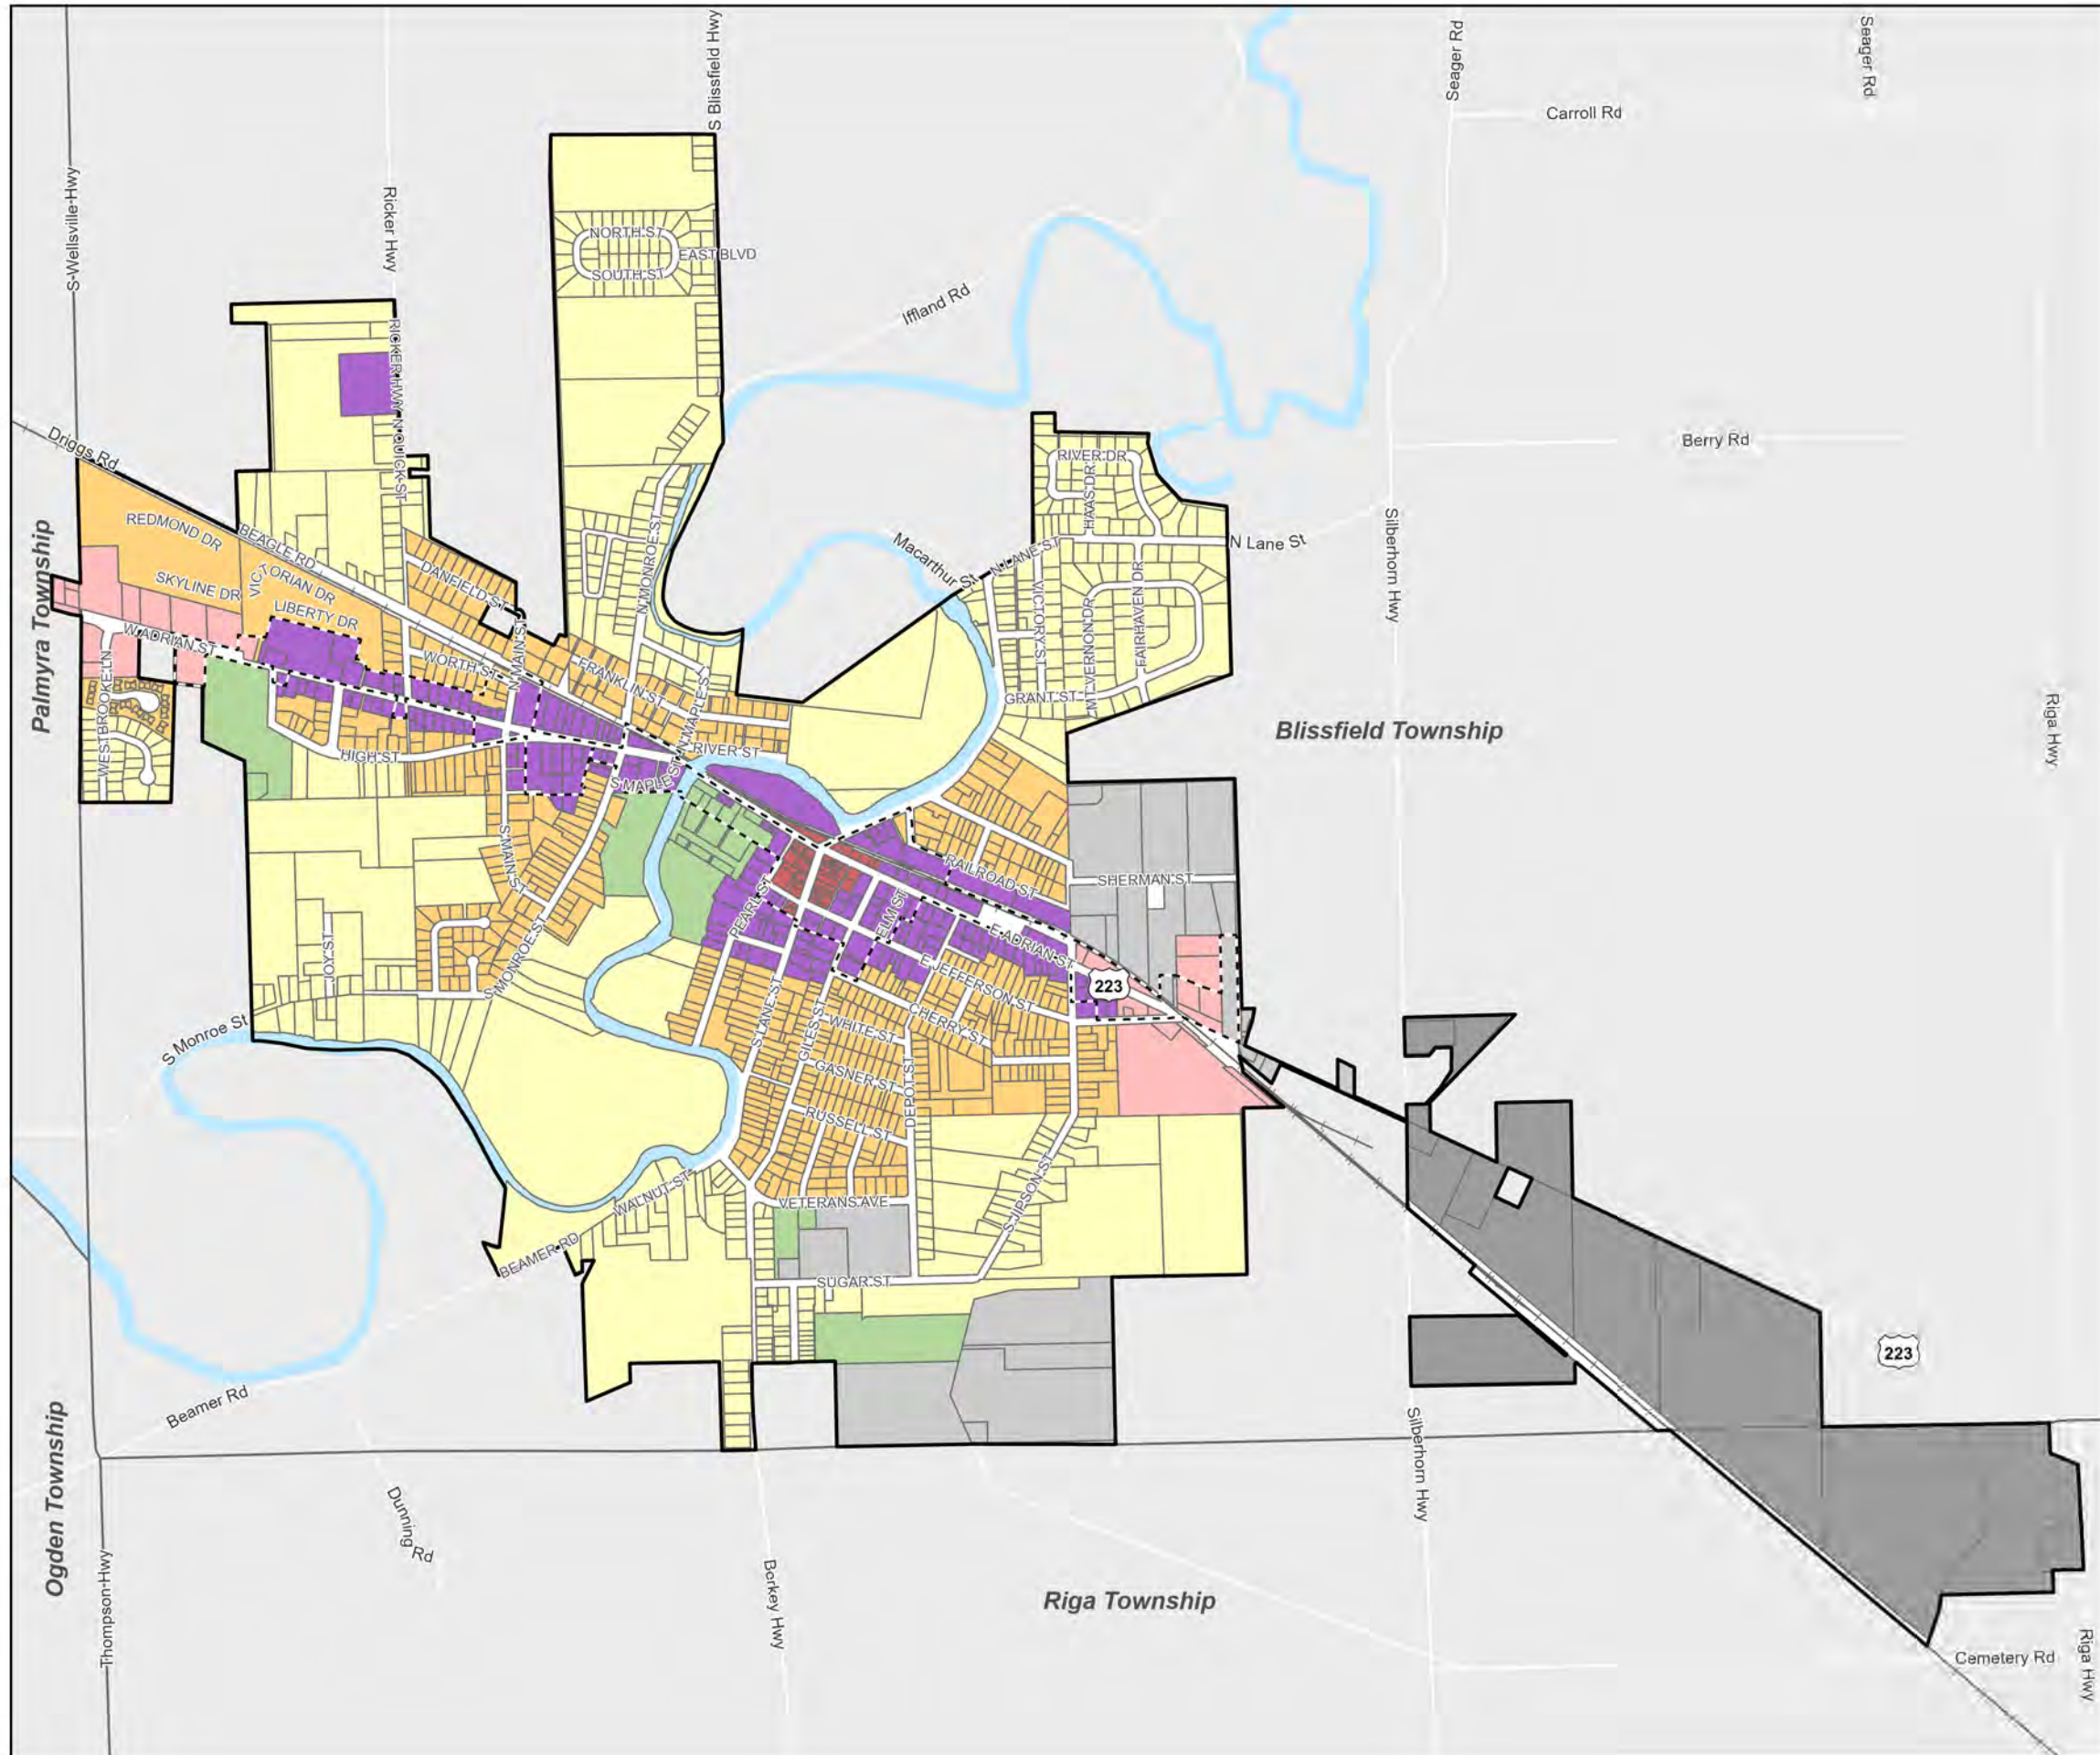 S Blissfield Hwy
Seager Rd
Seager Rd
Carroll Rd
S-Wellsville-Hwy
Ricker Hwy
NORTH ST
EAST BLVD
SOUTH ST
Iffland Rd
RICKER HWY
N QUICK ST
Driggs Rd
Berry Rd
RIVER DR
HAAS DR
REDMOND DR
BEAGLE RD
N MONROE ST
Macarthur St
N LANE ST
N Lane St
Silberhorn Hwy
Palmyra Township
SKYLINE DR
VICTORIAN DR
DANFIELD ST
LIBERTY DR
W ADRIAN ST
N MAIN ST
WORTH ST
FRANKLIN ST
N MAPLE ST
VICTORY ST
MT VERNON DR
FAIRHAVEN DR
GRANT ST
WESTBROOKE LN
HIGH ST
RIVER ST
S MAPLE ST
Blissfield Township
Riga Hwy
S MAIN ST
PEARL ST
RAILROAD ST
SHERMAN ST
ELM ST
E ADRIAN ST
JOY ST
S MONROE ST
E JEFFERSON ST
223
S LANE ST
GILES ST
WHITE ST
CHERRY ST
S Monroe St
GASNER ST
DEPOT ST
RUSSELL ST
WALNUT ST
VETERANS AVE
S JIPSON ST
BEAMER RD
SUGAR ST
223
Beamer Rd
Ogden Township
Silberhorn Hwy
Dunning Rd
Thompson-Hwy
Berkey Hwy
Riga Township
Cemetery Rd
Riga Hwy